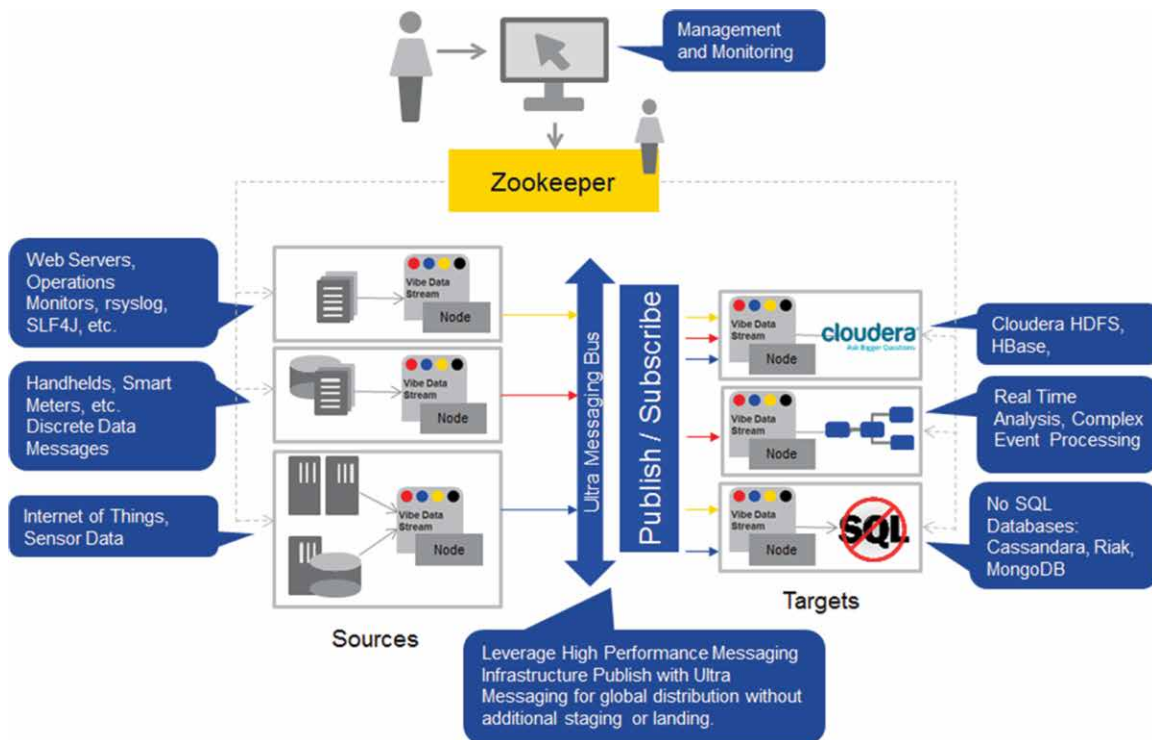 Management
and Monitoring
Zookeeper
Web Servers,
Operations
Monitors, rsyslog,
SLF4J, etc.
Vibe Data
Stream
Node
Handhelds, Smart
Meters, etc.
Discrete Data
Messages
Vibe Data
Stream
Node
Internet of Things,
Sensor Data
Vibe Data
Stream
Node
Sources
Ultra Messaging Bus
Publish / Subscribe
Vibe Data
Stream
Node
cloudera
Ask Bigger Questions
Cloudera HDFS,
HBase,
Vibe Data
Stream
Node
Real Time
Analysis, Complex
Event Processing
Vibe Data
Stream
Node
SQL
No SQL
Databases:
Cassandara, Riak,
MongoDB
Targets
Leverage High Performance Messaging
Infrastructure Publish with Ultra
Messaging for global distribution without
additional staging or landing.